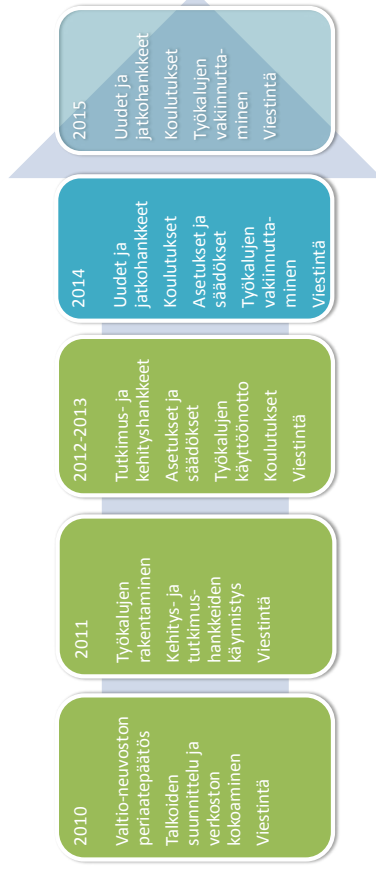 2010
Valtio-neuvoston
periaatepäätös
Talkoiden
suunnittelu ja
verkoston
kokoaminen
Viestintä
2011
Työkalujen
rakentaminen
Kehitys- ja
tutkimus-
hankkeiden
käynnistys
Viestintä
2012-2013
Tutkimus- ja
kehityshankkeet
Asetukset ja
säädökset
Työkalujen
käyttöönotto
Koulutukset
Viestintä
2014
Uudet ja
jatkohankkeet
Koulutukset
Asetukset ja
säädökset
Työkalujen
vakiinnutta-
minen
Viestintä
2015
Uudet ja
jatkohankkeet
Koulutukset
Työkalujen
vakiinnutta-
minen
Viestintä